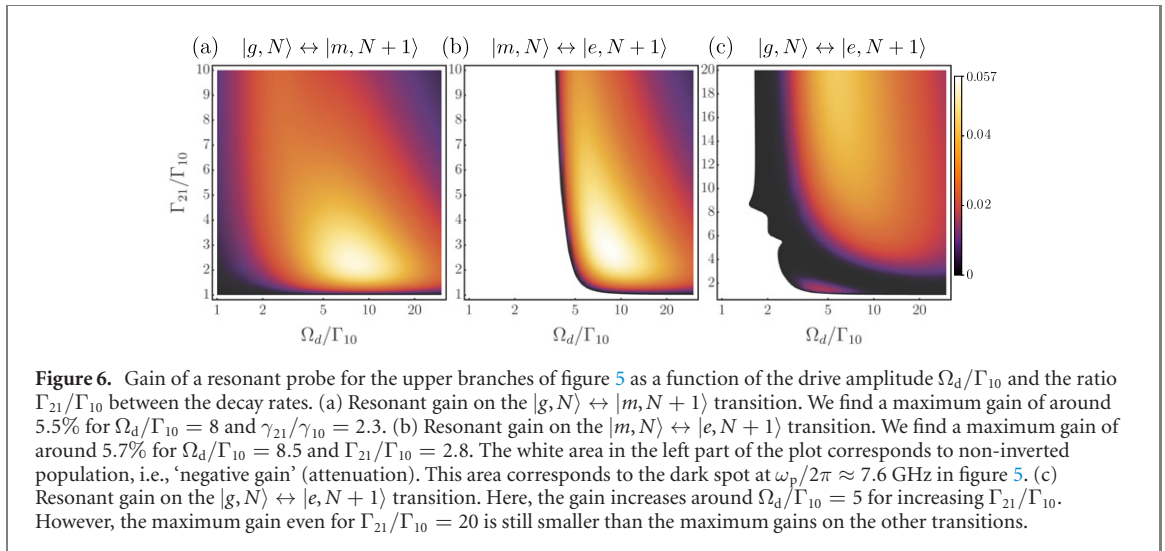 (a) |g, N⟩ ↔ |m, N + 1⟩ (b) |m, N⟩ ↔ |e, N + 1⟩ (c) |g, N⟩ ↔ |e, N + 1⟩
Γ21/Γ10
10
9
8
7
6
5
4
3
2
1
1 2 5 10 20
Ωd/Γ10
10
9
8
7
6
5
4
3
2
1
1 2 5 10 20
Ωd/Γ10
20
18
16
14
12
10
8
6
4
2
1 2 5 10 20
Ωd/Γ10
0.057
0.04
0.02
0
Figure 6. Gain of a resonant probe for the upper branches of figure 5 as a function of the drive amplitude Ωd/Γ10 and the ratio
Γ21/Γ10 between the decay rates. (a) Resonant gain on the |g, N⟩ ↔ |m, N + 1⟩ transition. We find a maximum gain of around
5.5% for Ωd/Γ10 = 8 and γ21/γ10 = 2.3. (b) Resonant gain on the |m, N⟩ ↔ |e, N + 1⟩ transition. We find a maximum gain of
around 5.7% for Ωd/Γ10 = 8.5 and Γ21/Γ10 = 2.8. The white area in the left part of the plot corresponds to non-inverted
population, i.e., ‘negative gain’ (attenuation). This area corresponds to the dark spot at ωp/2π ≈ 7.6 GHz in figure 5. (c)
Resonant gain on the |g, N⟩ ↔ |e, N + 1⟩ transition. Here, the gain increases around Ωd/Γ10 = 5 for increasing Γ21/Γ10.
However, the maximum gain even for Γ21/Γ10 = 20 is still smaller than the maximum gains on the other transitions.